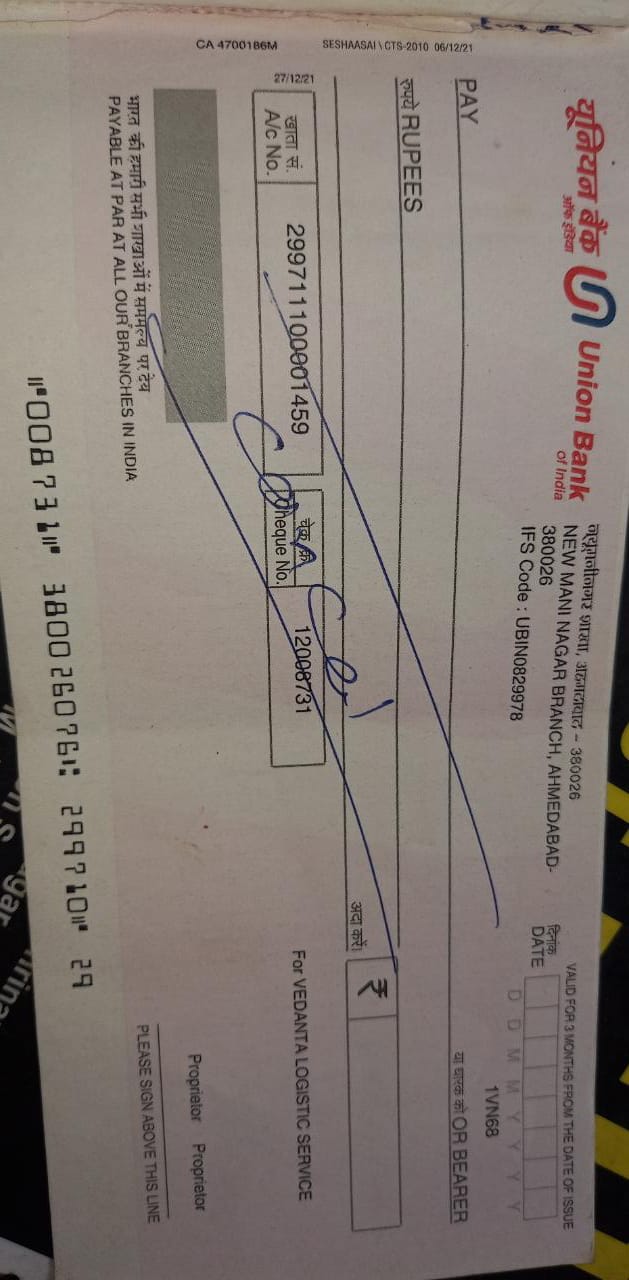 यूनियन बैंक Union Bank
ऑफ इंडिया of India
न्यूमनीनगर शाखा, अहमदाबाद – 380026
NEW MANI NAGAR BRANCH, AHMEDABAD-
380026
IFS Code : UBIN0829978
VALID FOR 3 MONTHS FROM THE DATE OF ISSUE
दिनांक
DATE
D D M M Y Y Y Y
1VN68
PAY
या धारक को OR BEARER
रुपये RUPEES
अदा करें।
₹
खाता सं.
A/c No.
299711100001459
चेक क्र
Cheque No.
12008731
Cancel
For VEDANTA LOGISTIC SERVICE
Proprietor Proprietor
PLEASE SIGN ABOVE THIS LINE
भारत की हमारी सभी शाखाओं में सममूल्य पर देय
PAYABLE AT PAR AT ALL OUR BRANCHES IN INDIA
SESHAASAI \ CTS-2010 06/12/21
27/12/21
CA 470018GM
⑈008731⑈ 380026076⑆ 299710⑈ 29